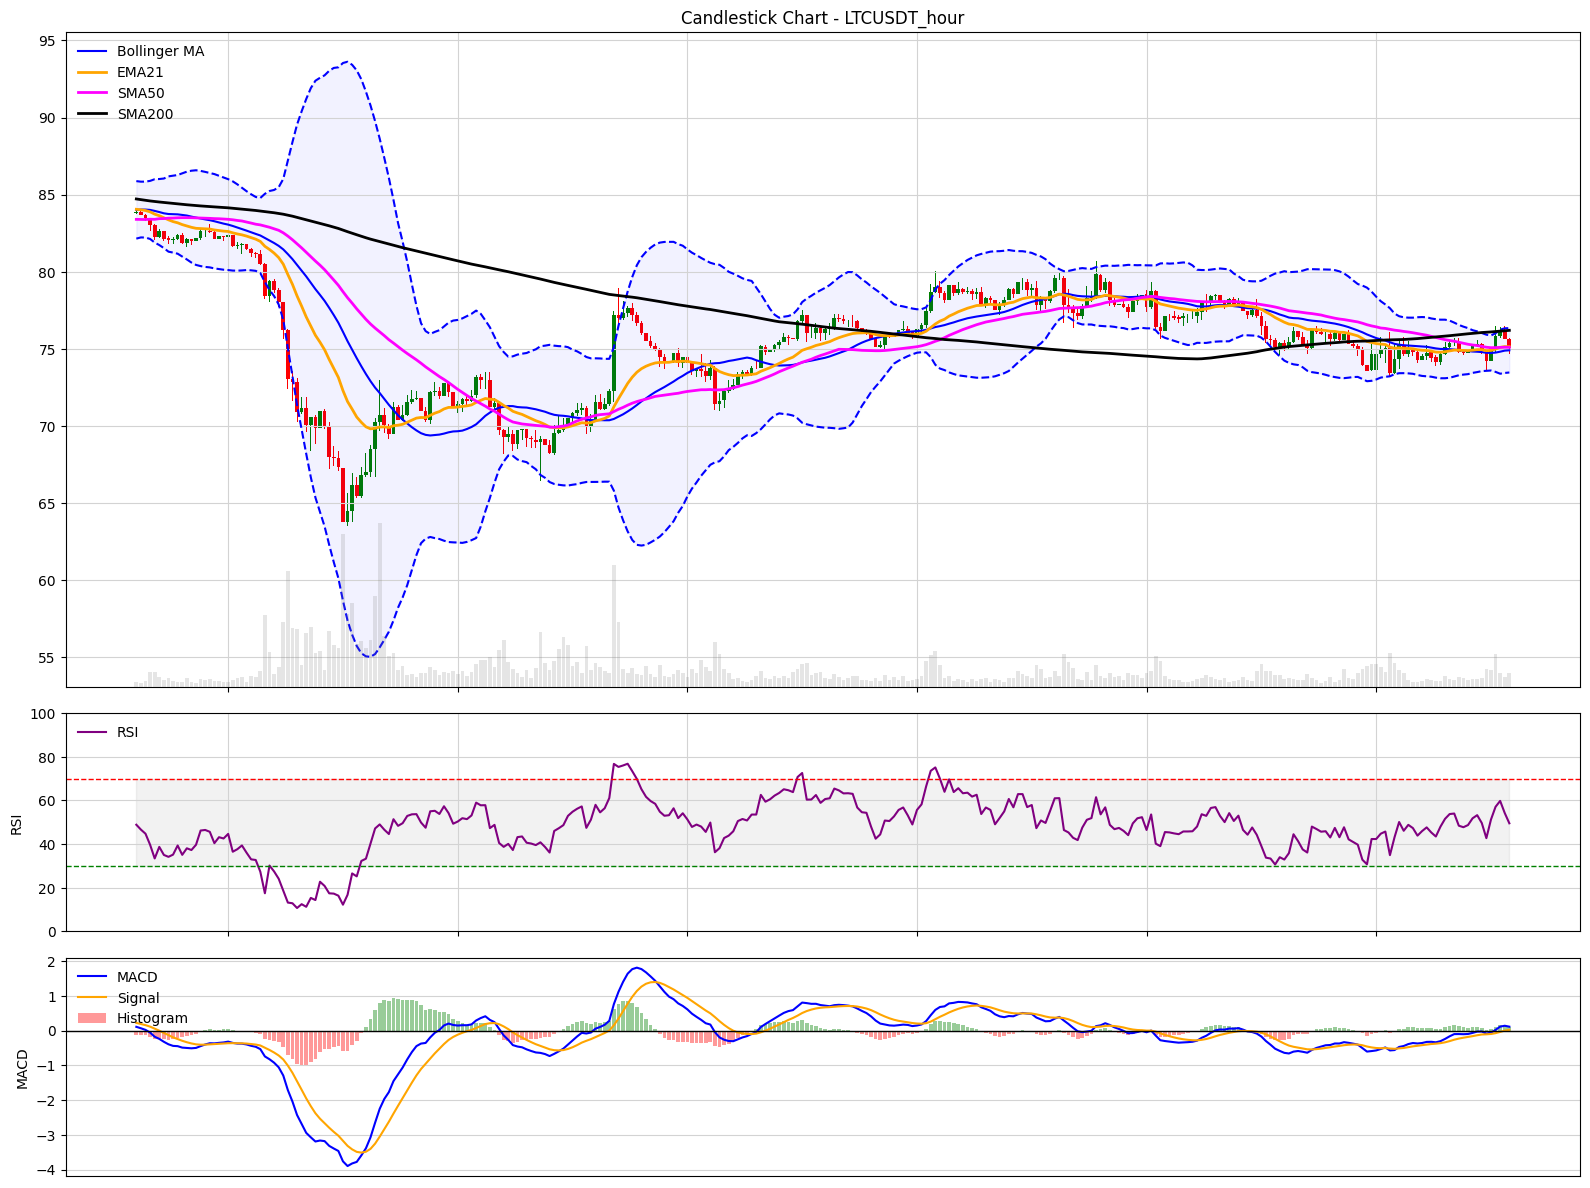 Candlestick Chart - LTCUSDT_hour
95
90
85
80
75
70
65
60
55
Bollinger MA
EMA21
SMA50
SMA200
100
80
60
40
20
0
RSI
RSI
2
1
0
−1
−2
−3
−4
MACD
MACD
Signal
Histogram